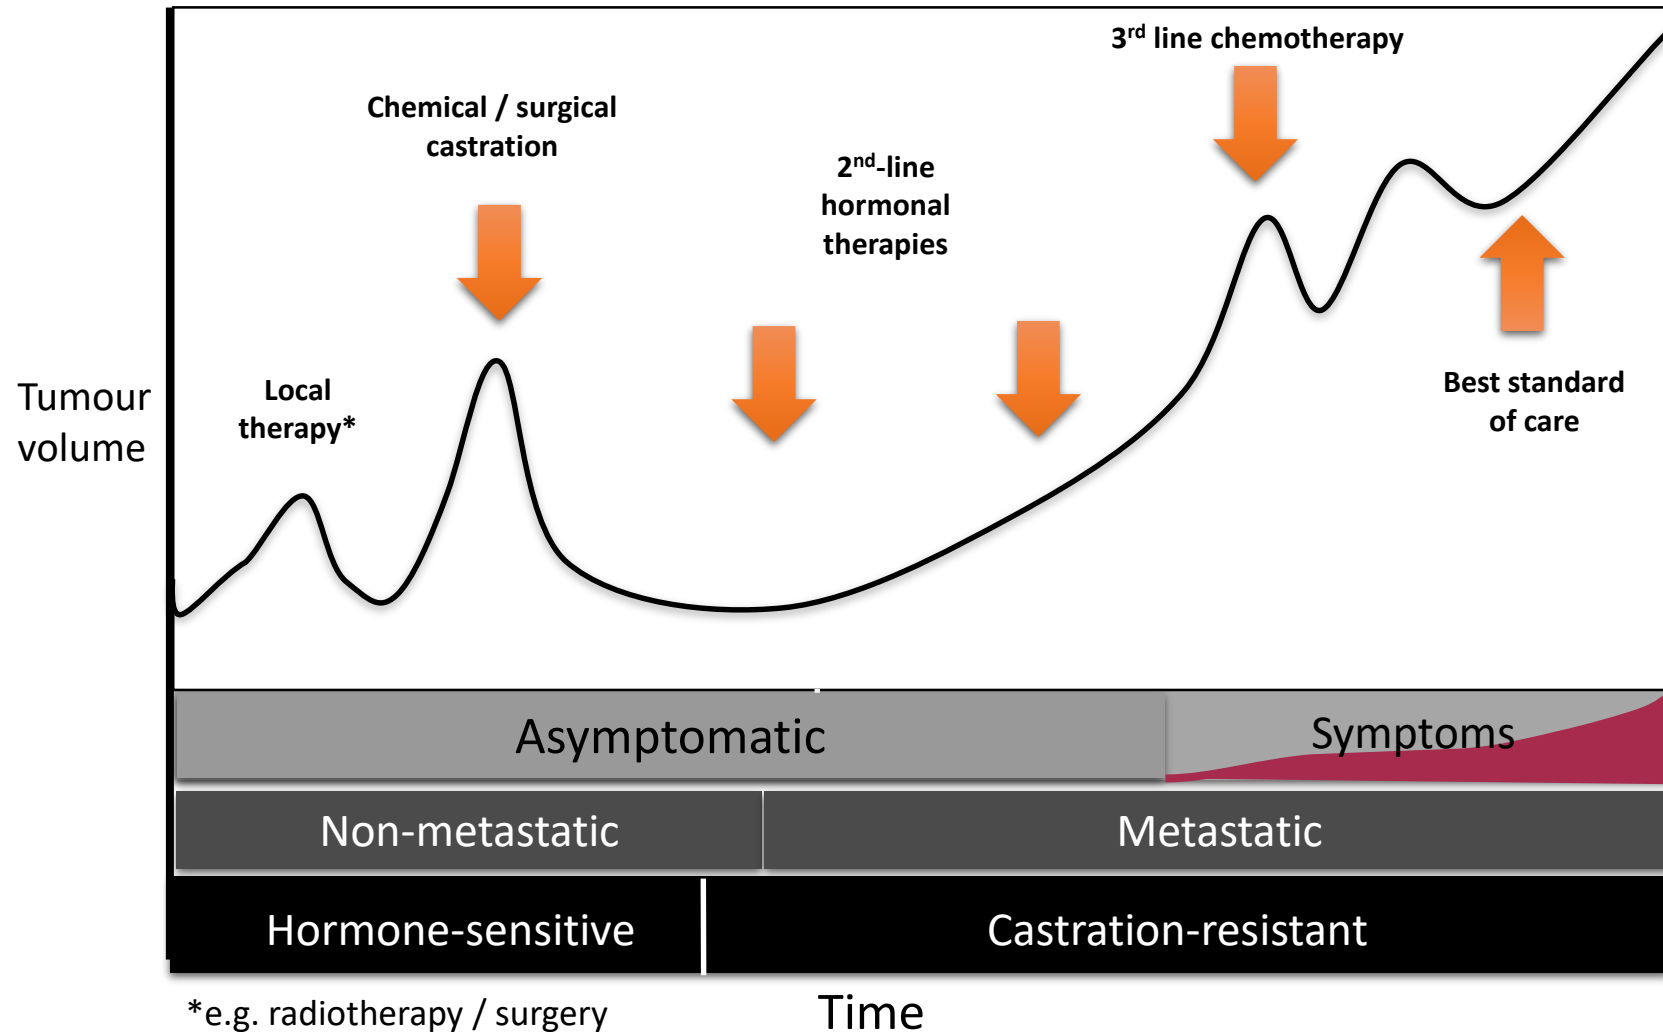 3rd line chemotherapy
Chemical / surgical
castration
2nd-line
hormonal
therapies
Local
therapy*
Tumour
volume
Best standard
of care
Asymptomatic
Symptoms
Non-metastatic
Metastatic
Hormone-sensitive
Castration-resistant
*e.g. radiotherapy / surgery
Time